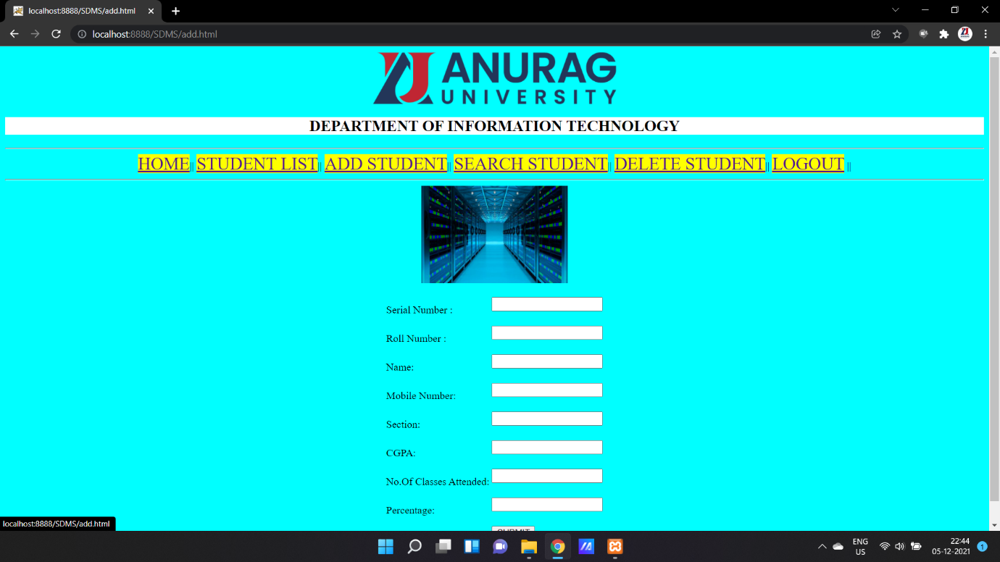 localhost:8888/SDMS/add.html
localhost:8888/SDMS/add.html
ANURAG
UNIVERSITY
DEPARTMENT OF INFORMATION TECHNOLOGY
HOME|| STUDENT LIST|| ADD STUDENT|| SEARCH STUDENT|| DELETE STUDENT|| LOGOUT ||
Serial Number :
Roll Number :
Name:
Mobile Number:
Section:
CGPA:
No.Of Classes Attended:
Percentage:
SUBMIT
localhost:8888/SDMS/add.html
ENG
US
22:44
05-12-2021
1